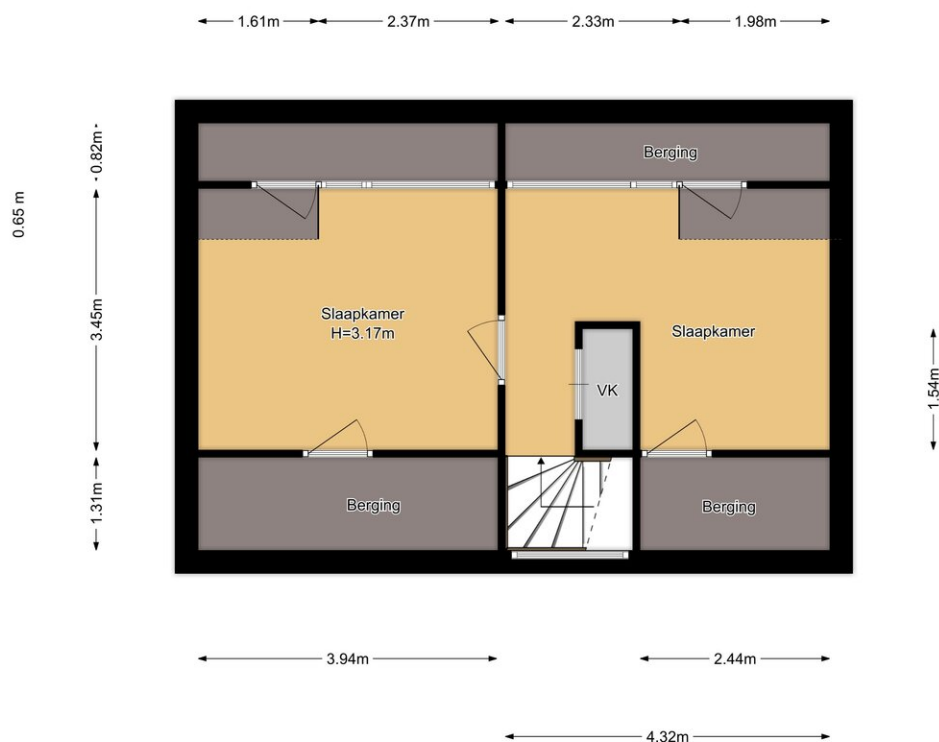 1.61m
2.37m
2.33m
1.98m
0.82m
Berging
0.65 m
3.45m
Slaapkamer
H=3.17m
Slaapkamer
1.54m
VK
1.31m
Berging
Berging
3.94m
2.44m
4.32m